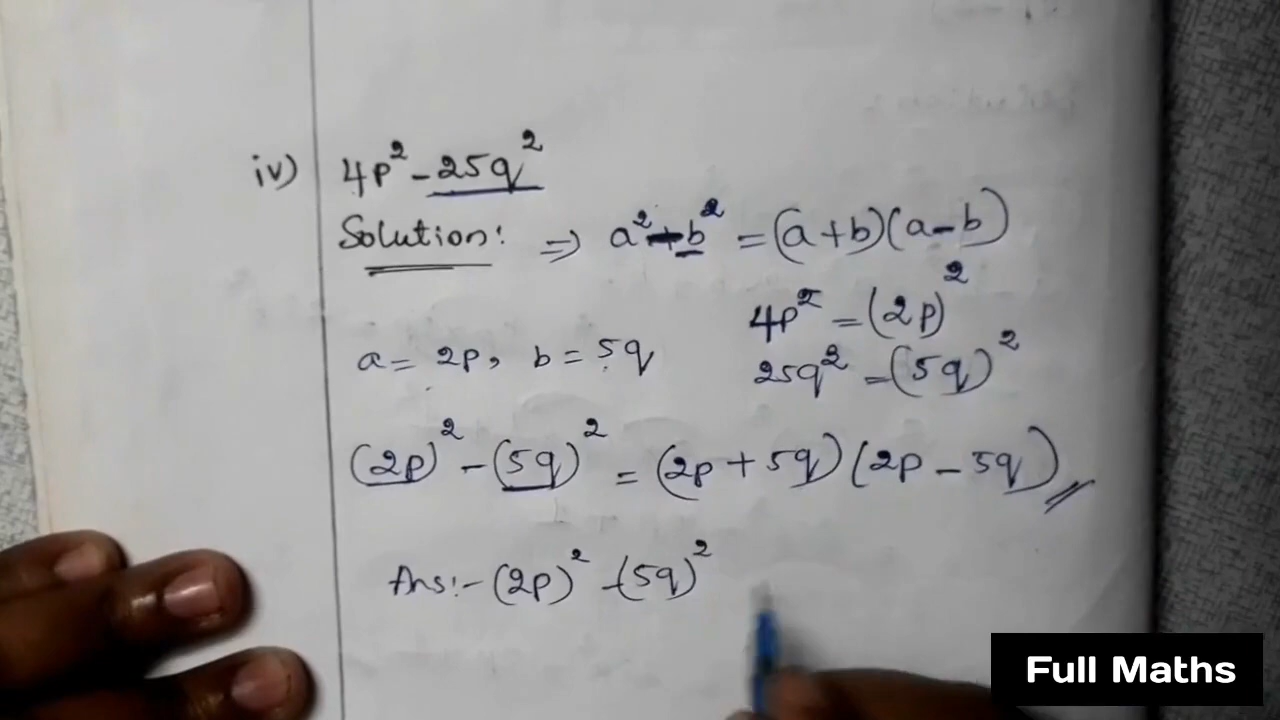 iv) 4p² - 25q²
Solution: ⇒ a² - b² = (a+b)(a-b)
4p² = (2p)²
a = 2p, b = 5q
25q² = (5q)²
(2p)² - (5q)² = (2p + 5q) (2p - 5q)//
Ans:- (2p)² - (5q)²
Full Maths